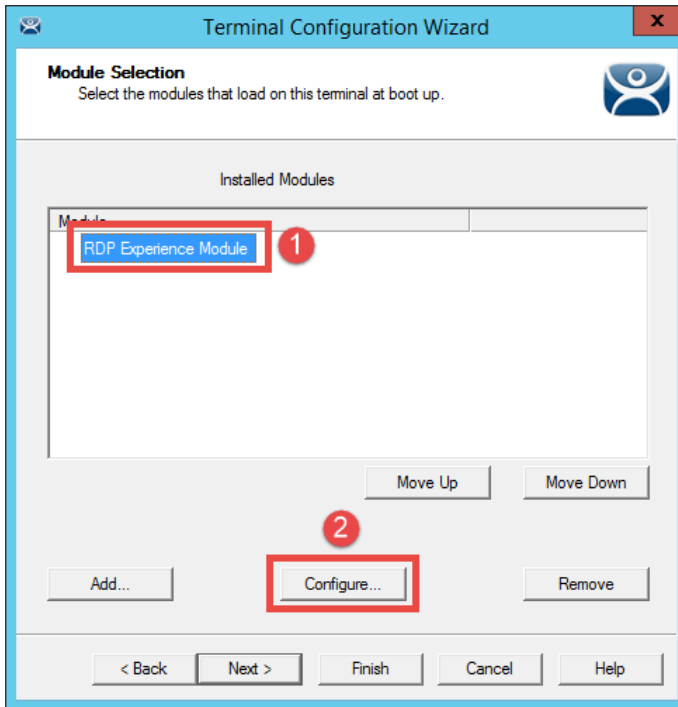 Terminal Configuration Wizard
x
Module Selection
Select the modules that load on this terminal at boot up.
Installed Modules
Module
RDP Experience Module
1
Move Up
Move Down
2
Add...
Configure...
Remove
< Back
Next >
Finish
Cancel
Help